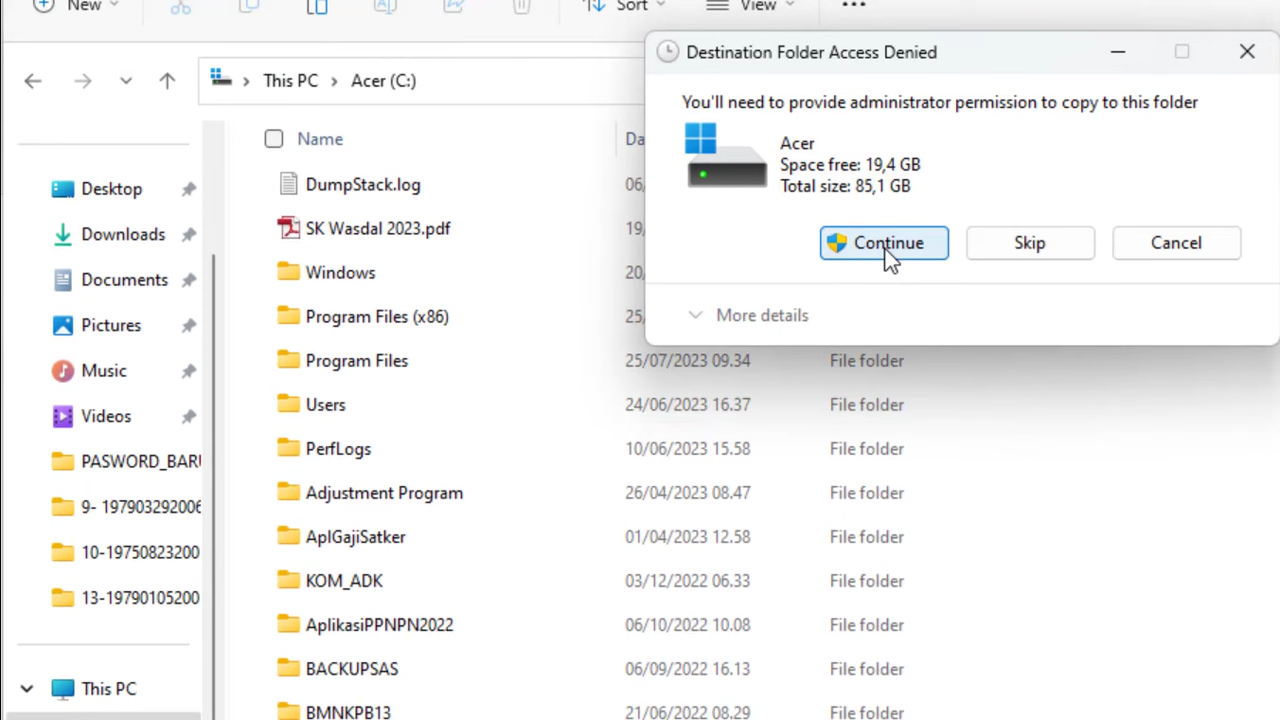 New
Sort
View
This PC > Acer (C:)
Destination Folder Access Denied
You'll need to provide administrator permission to copy to this folder
Acer
Space free: 19,4 GB
Total size: 85,1 GB
Continue
Skip
Cancel
More details
Desktop
Downloads
Documents
Pictures
Music
Videos
PASWORD_BARU
9- 197903292006
10-19750823200
13-19790105200
This PC
Name
Da
DumpStack.log 06/
SK Wasdal 2023.pdf 19/
Windows 20/
Program Files (x86) 25/
Program Files 25/07/2023 09.34 File folder
Users 24/06/2023 16.37 File folder
PerfLogs 10/06/2023 15.58 File folder
Adjustment Program 26/04/2023 08.47 File folder
AplGajiSatker 01/04/2023 12.58 File folder
KOM_ADK 03/12/2022 06.33 File folder
AplikasiPPNPN2022 06/10/2022 10.08 File folder
BACKUPSAS 06/09/2022 16.13 File folder
BMNKPB13 21/06/2022 08.29 File folder